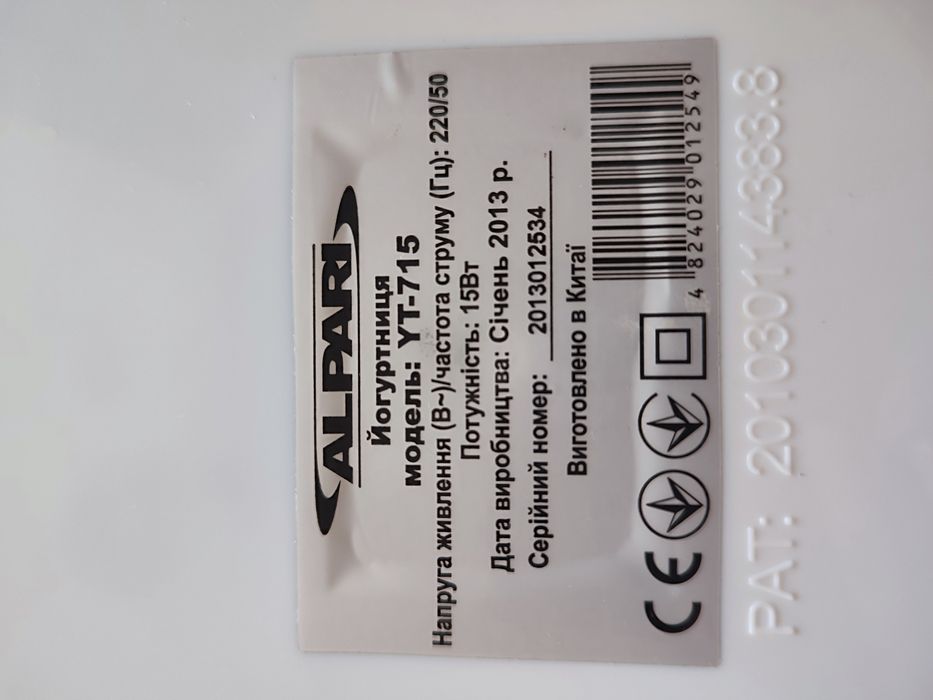 ALPARI
Йогуртниця
модель: YT-715
Напруга живлення (В~)/частота струму (Гц): 220/50
Потужність: 15Вт
Дата виробництва: Січень 2013 р.
Серійний номер: 2013012534
Виготовлено в Китаї
CE
4 824029 012549
PAT: 201030114383.8